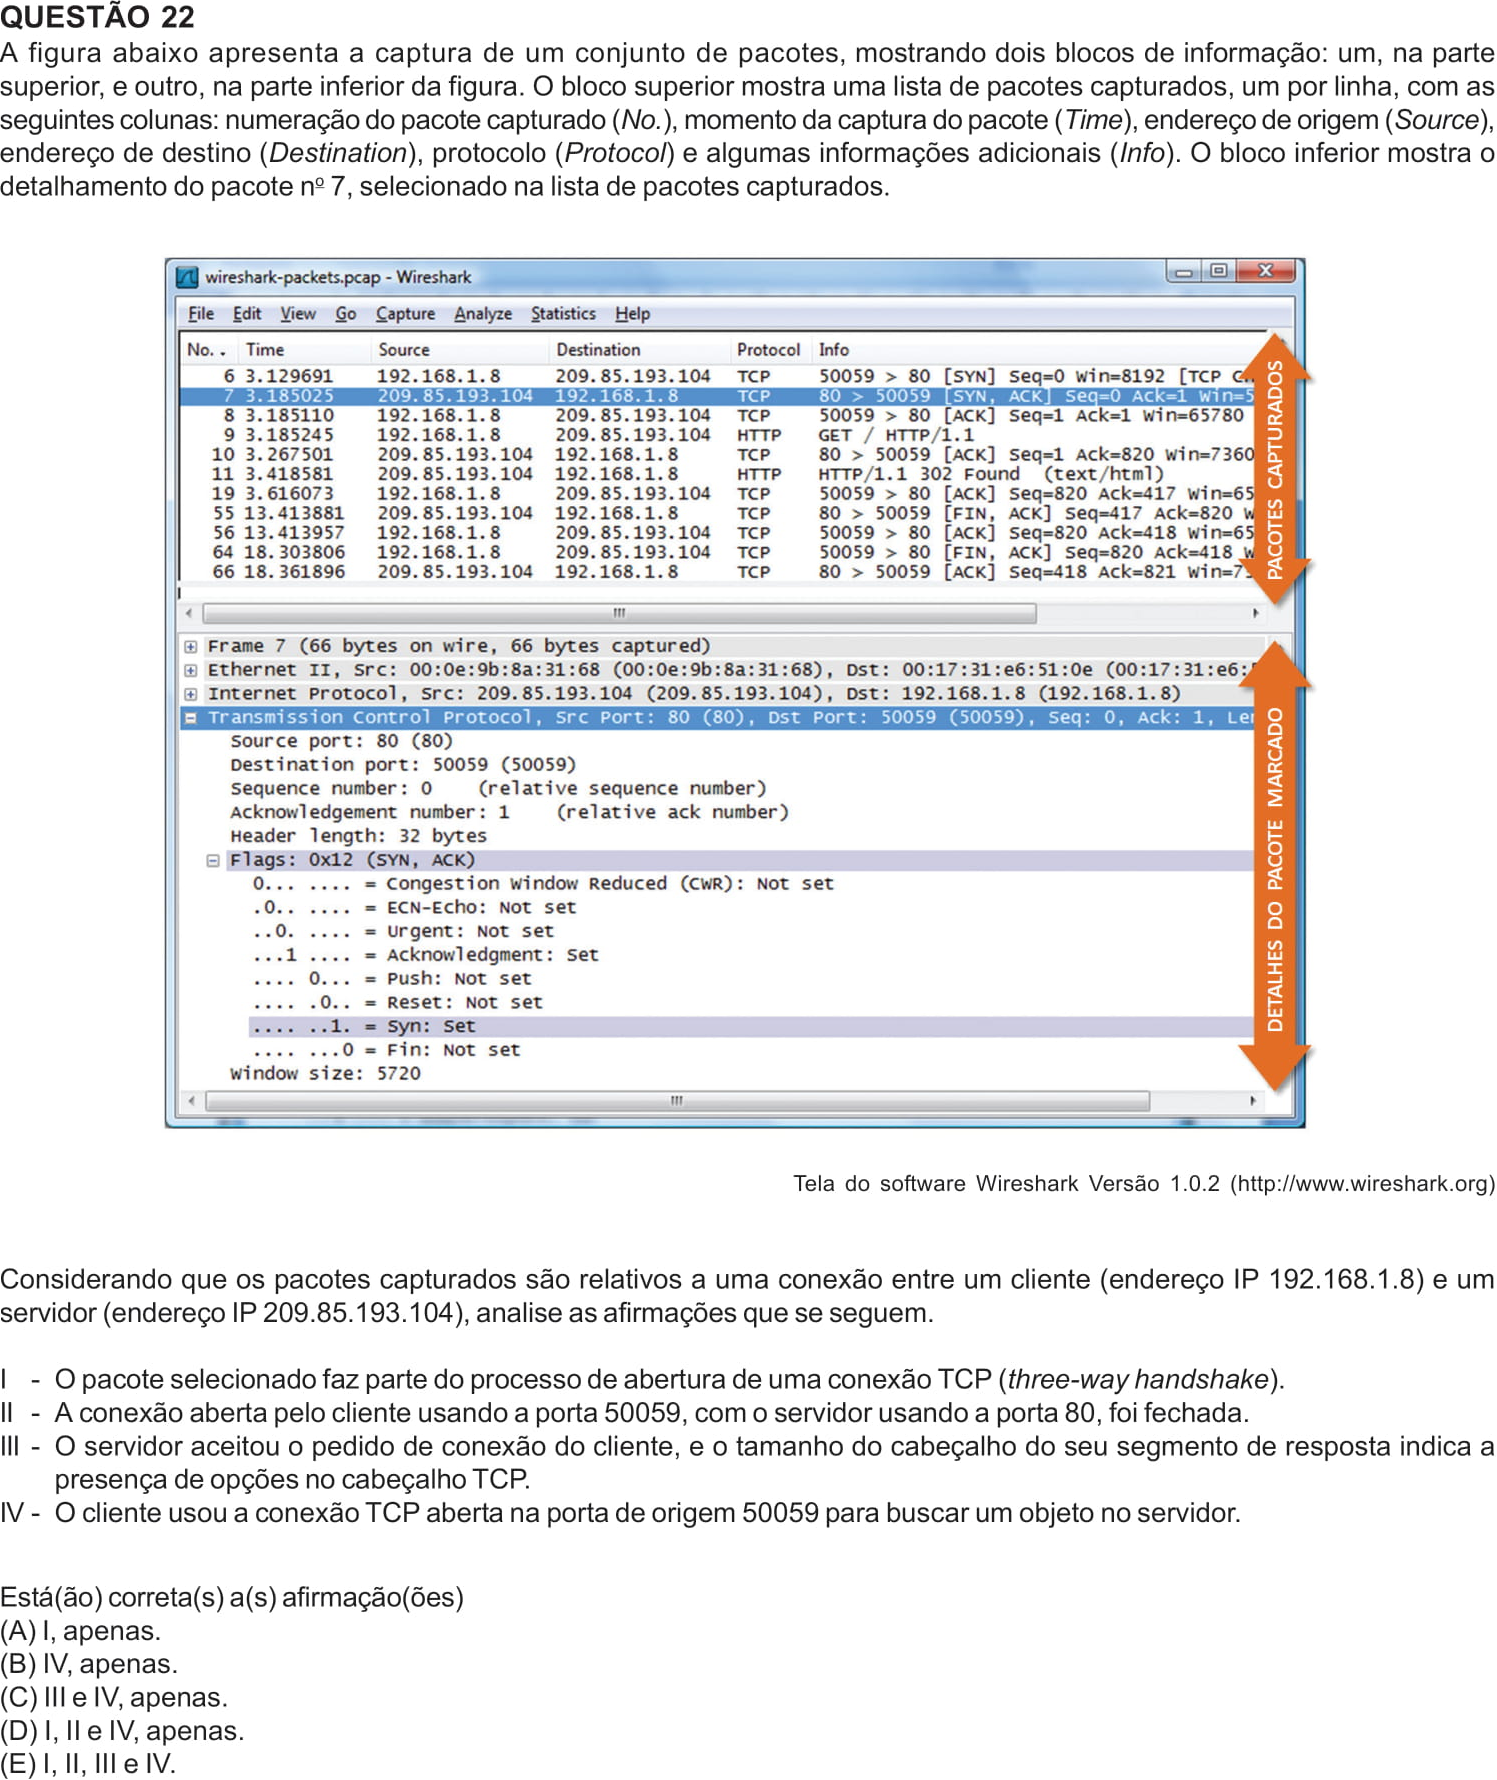 QUESTÃO 22
A figura abaixo apresenta a captura de um conjunto de pacotes, mostrando dois blocos de informação: um, na parte
superior, e outro, na parte inferior da figura. O bloco superior mostra uma lista de pacotes capturados, um por linha, com as
seguintes colunas: numeração do pacote capturado (No.), momento da captura do pacote (Time), endereço de origem (Source),
endereço de destino (Destination), protocolo (Protocol) e algumas informações adicionais (Info). O bloco inferior mostra o
detalhamento do pacote nº 7, selecionado na lista de pacotes capturados.
wireshark-packets.pcap - Wireshark
File Edit View Go Capture Analyze Statistics Help
No. . Time Source Destination Protocol Info
6 3.129691 192.168.1.8 209.85.193.104 TCP 50059 > 80 [SYN] Seq=0 Win=8192 [TCP
7 3.185025 209.85.193.104 192.168.1.8 TCP 80 > 50059 [SYN, ACK] Seq=0 Ack=1 Win=5
8 3.185110 192.168.1.8 209.85.193.104 TCP 50059 > 80 [ACK] Seq=1 Ack=1 Win=65780
9 3.185245 192.168.1.8 209.85.193.104 HTTP GET / HTTP/1.1
10 3.267501 209.85.193.104 192.168.1.8 TCP 80 > 50059 [ACK] Seq=1 Ack=820 Win=7360
11 3.418581 209.85.193.104 192.168.1.8 HTTP HTTP/1.1 302 Found (text/html)
19 3.616073 192.168.1.8 209.85.193.104 TCP 50059 > 80 [ACK] Seq=820 Ack=417 Win=65
55 13.413881 209.85.193.104 192.168.1.8 TCP 80 > 50059 [FIN, ACK] Seq=417 Ack=820 W
56 13.413957 192.168.1.8 209.85.193.104 TCP 50059 > 80 [ACK] Seq=820 Ack=418 Win=65
64 18.303806 192.168.1.8 209.85.193.104 TCP 50059 > 80 [FIN, ACK] Seq=820 Ack=418 W
66 18.361896 209.85.193.104 192.168.1.8 TCP 80 > 50059 [ACK] Seq=418 Ack=821 Win=7
PACOTES CAPTURADOS
Frame 7 (66 bytes on wire, 66 bytes captured)
Ethernet II, Src: 00:0e:9b:8a:31:68 (00:0e:9b:8a:31:68), Dst: 00:17:31:e6:51:0e (00:17:31:e6:
Internet Protocol, Src: 209.85.193.104 (209.85.193.104), Dst: 192.168.1.8 (192.168.1.8)
Transmission Control Protocol, Src Port: 80 (80), Dst Port: 50059 (50059), Seq: 0, Ack: 1, Le
Source port: 80 (80)
Destination port: 50059 (50059)
Sequence number: 0 (relative sequence number)
Acknowledgement number: 1 (relative ack number)
Header length: 32 bytes
Flags: 0x12 (SYN, ACK)
0... .... = Congestion Window Reduced (CWR): Not set
.0.. .... = ECN-Echo: Not set
..0. .... = Urgent: Not set
...1 .... = Acknowledgment: Set
.... 0... = Push: Not set
.... .0.. = Reset: Not set
.... ..1. = Syn: Set
.... ...0 = Fin: Not set
Window size: 5720
DETALHES DO PACOTE MARCADO
Tela do software Wireshark Versão 1.0.2 (http://www.wireshark.org)
Considerando que os pacotes capturados são relativos a uma conexão entre um cliente (endereço IP 192.168.1.8) e um
servidor (endereço IP 209.85.193.104), analise as afirmações que se seguem.
I - O pacote selecionado faz parte do processo de abertura de uma conexão TCP (three-way handshake).
II - A conexão aberta pelo cliente usando a porta 50059, com o servidor usando a porta 80, foi fechada.
III - O servidor aceitou o pedido de conexão do cliente, e o tamanho do cabeçalho do seu segmento de resposta indica a
presença de opções no cabeçalho TCP.
IV - O cliente usou a conexão TCP aberta na porta de origem 50059 para buscar um objeto no servidor.
Está(ão) correta(s) a(s) afirmação(ões)
(A) I, apenas.
(B) IV, apenas.
(C) III e IV, apenas.
(D) I, II e IV, apenas.
(E) I, II, III e IV.